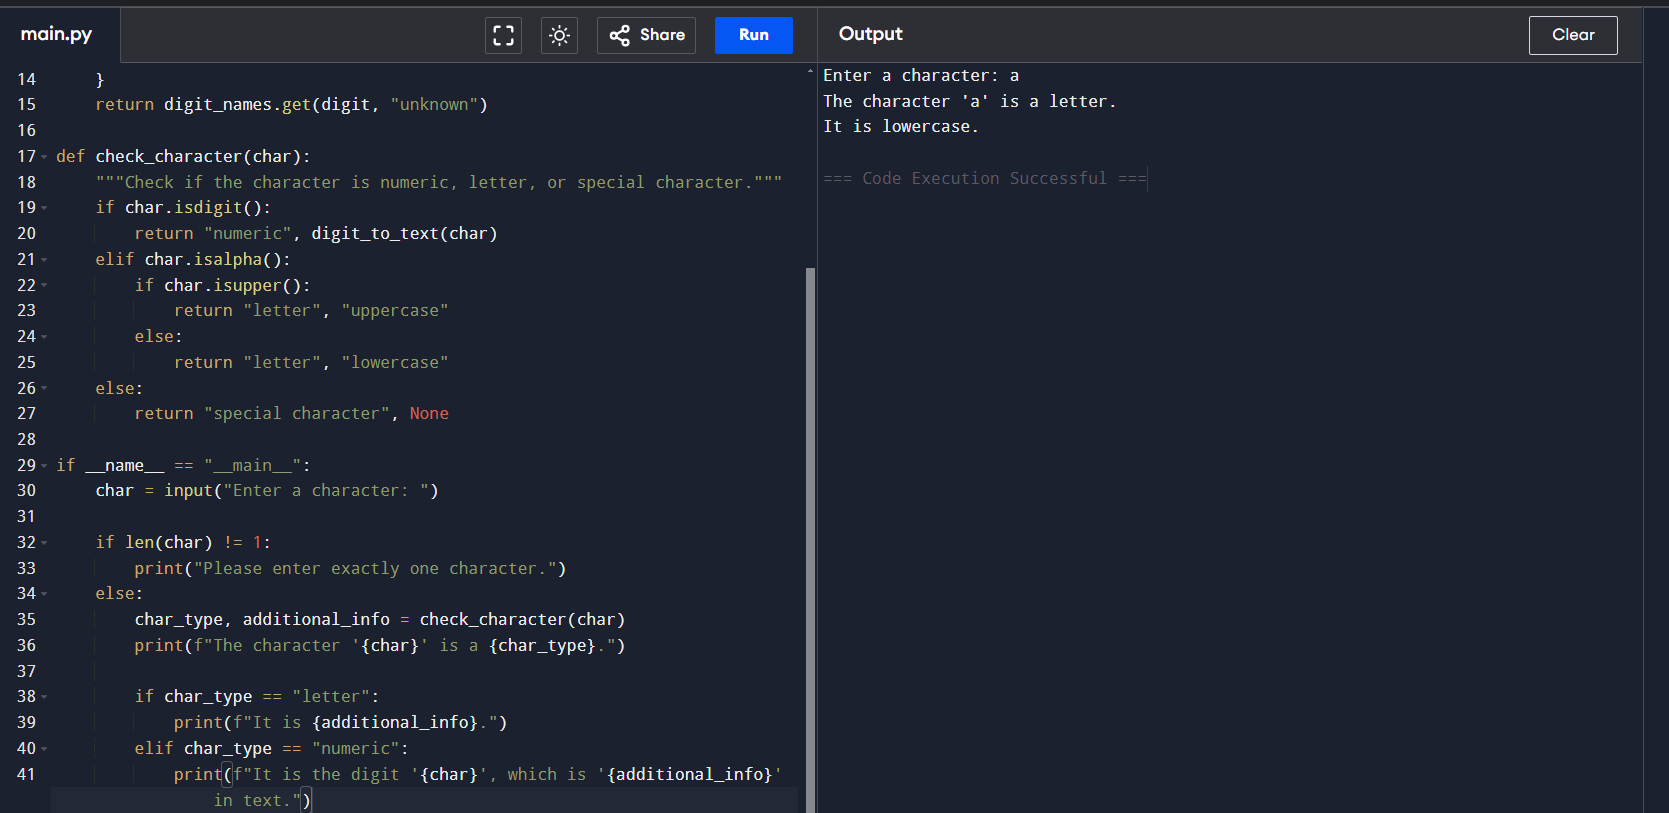 main.py
Share
Run
14     }
15     return digit_names.get(digit, "unknown")
16
17 def check_character(char):
18     """Check if the character is numeric, letter, or special character."""
19     if char.isdigit():
20         return "numeric", digit_to_text(char)
21     elif char.isalpha():
22         if char.isupper():
23             return "letter", "uppercase"
24         else:
25             return "letter", "lowercase"
26     else:
27         return "special character", None
28
29 if __name__ == "__main__":
30     char = input("Enter a character: ")
31
32     if len(char) != 1:
33         print("Please enter exactly one character.")
34     else:
35         char_type, additional_info = check_character(char)
36         print(f"The character '{char}' is a {char_type}.")
37
38         if char_type == "letter":
39             print(f"It is {additional_info}.")
40         elif char_type == "numeric":
41             print(f"It is the digit '{char}', which is '{additional_info}'
                in text.")
Output
Clear
Enter a character: a
The character 'a' is a letter.
It is lowercase.
=== Code Execution Successful ===